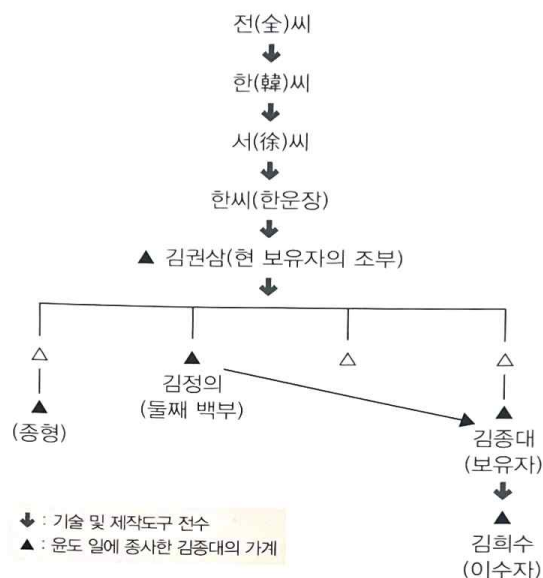 전(全)씨
한(韓)씨
서(徐)씨
한씨(한운장)
▲ 김권삼(현 보유자의 조부)
김정의
(둘째 백부)
(종형)
김종대
(보유자)
김희수
(이수자)
: 기술 및 제작도구 전수
▲ : 윤도 일에 종사한 김종대의 가계